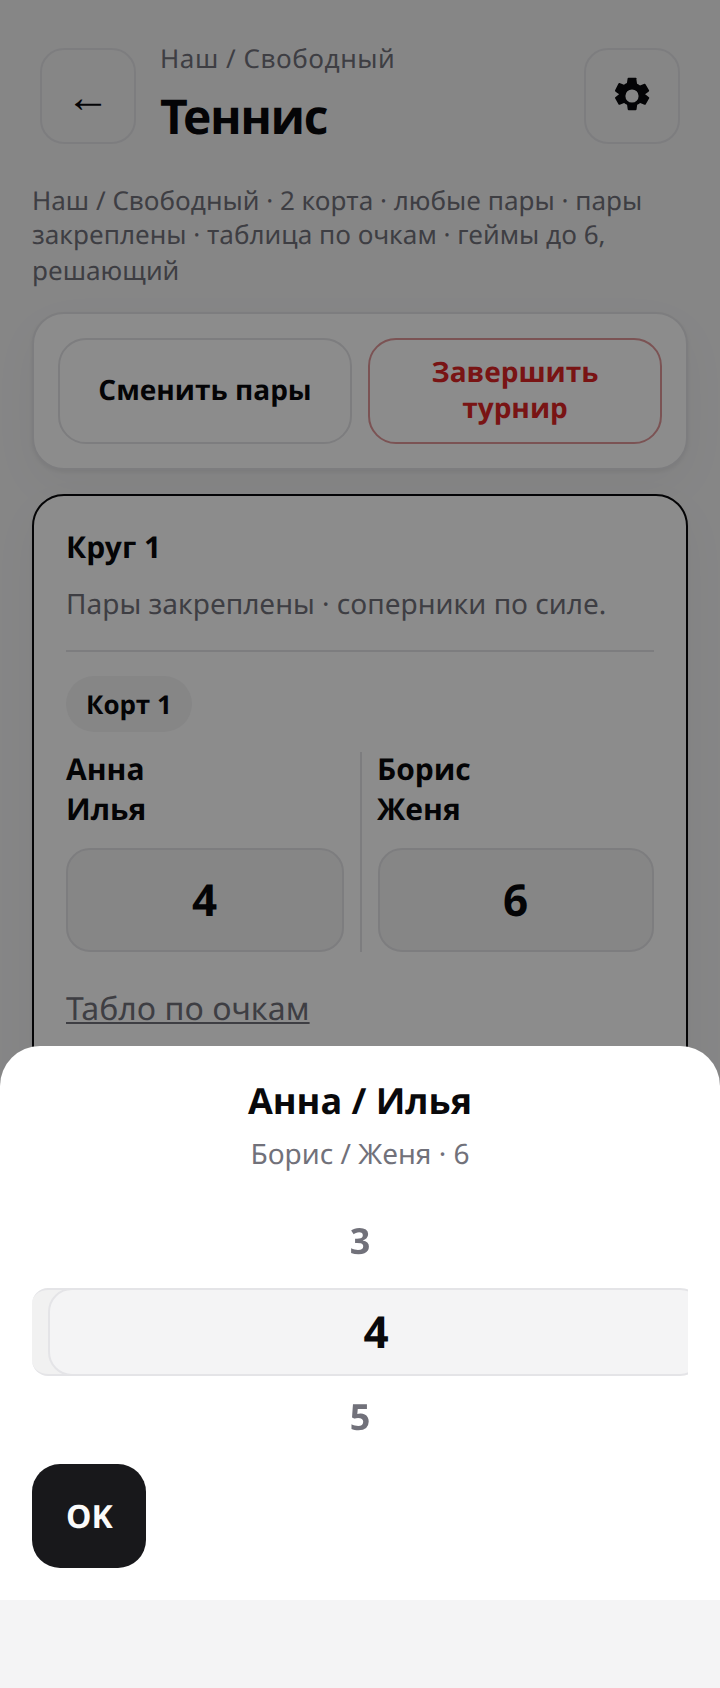 Наш / Свободный
←
Теннис
Наш / Свободный · 2 корта · любые пары · пары
закреплены · таблица по очкам · геймы до 6,
решающий
Сменить пары
Завершить
турнир
Круг 1
Пары закреплены · соперники по силе.
Корт 1
Анна
Илья
Борис
Женя
4
6
Табло по очкам
Анна / Илья
Борис / Женя · 6
3
4
5
OK